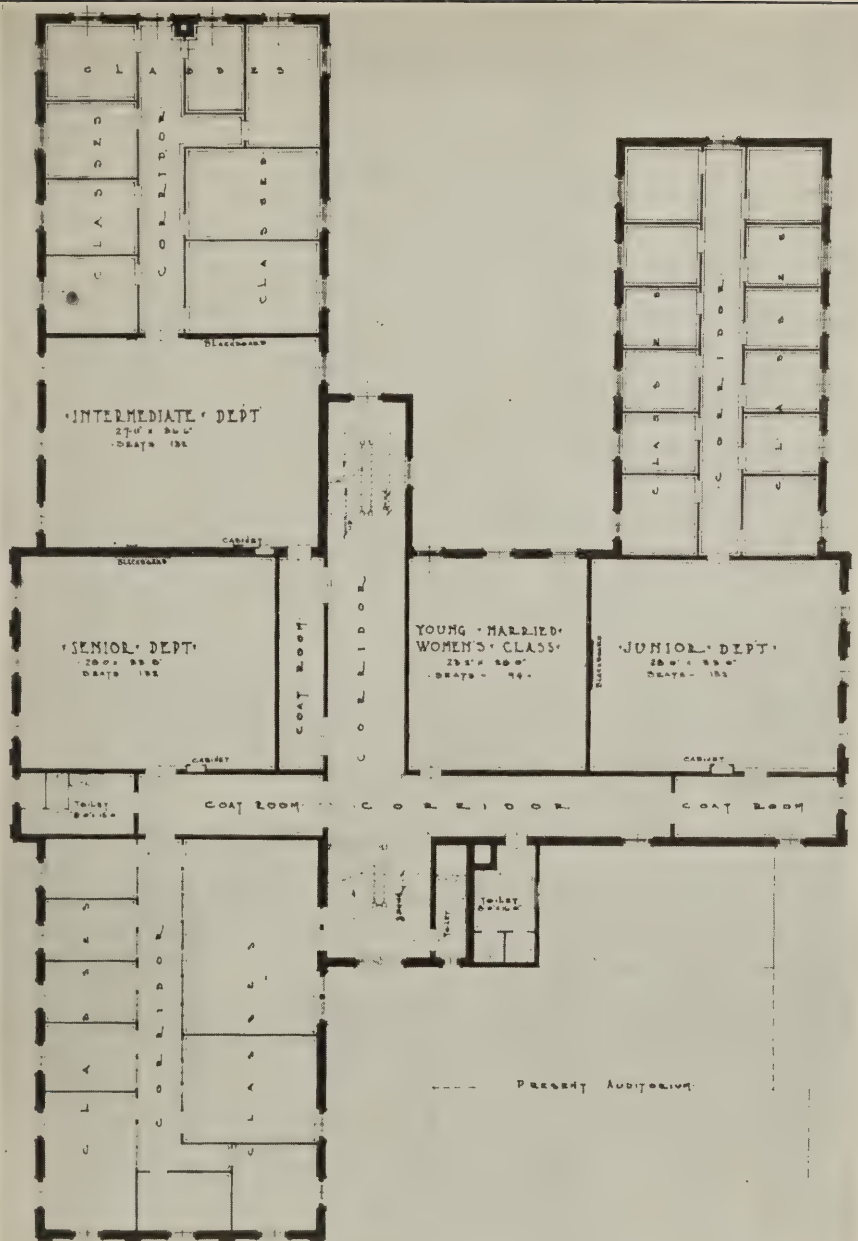 CLASSES
CLASSES
CORRIDOR
CLASSES
BLACKBOARD
INTERMEDIATE DEPT
SEATS 132
CABINET
BLACKBOARD
SENIOR DEPT
SEATS 132
COAT ROOM
CORRIDOR
YOUNG MARRIED
WOMEN'S CLASS
SEATS - 94
BLACKBOARD
JUNIOR DEPT
SEATS - 132
CLASSES
CORRIDOR
CLASSES
CABINET
CABINET
TOILET
COAT ROOM
CORRIDOR
COAT ROOM
DOWN
TOILET
TOILET
CLASSES
CORRIDOR
CLASSES
PRESENT AUDITORIUM